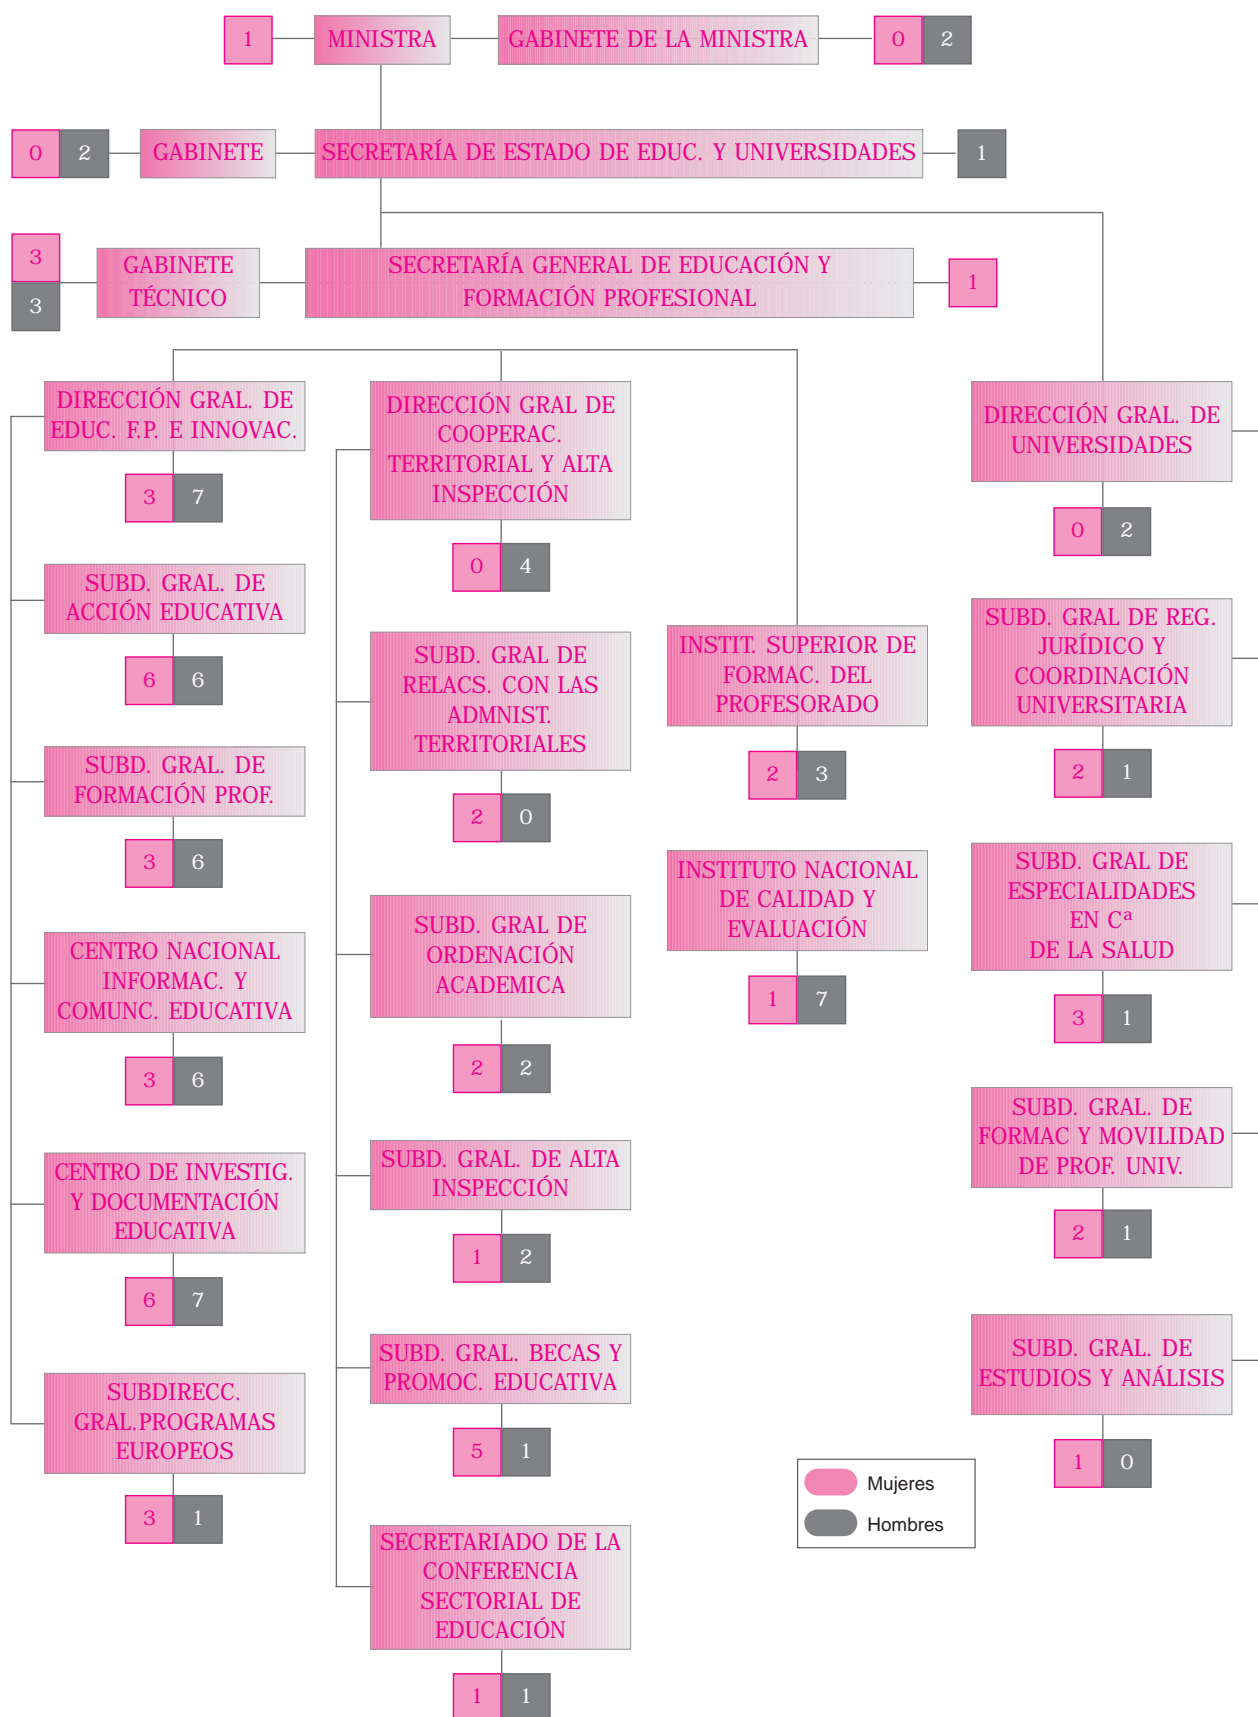 1
MINISTRA
GABINETE DE LA MINISTRA
0 2
0 2
GABINETE
SECRETARÍA DE ESTADO DE EDUC. Y UNIVERSIDADES
1
3
3
GABINETE
TÉCNICO
SECRETARÍA GENERAL DE EDUCACIÓN Y
FORMACIÓN PROFESIONAL
1
DIRECCIÓN GRAL. DE
EDUC. F.P. E INNOVAC.
3 7
SUBD. GRAL. DE
ACCIÓN EDUCATIVA
6 6
SUBD. GRAL. DE
FORMACIÓN PROF.
3 6
CENTRO NACIONAL
INFORMAC. Y
COMUNC. EDUCATIVA
3 6
CENTRO DE INVESTIG.
Y DOCUMENTACIÓN
EDUCATIVA
6 7
SUBDIRECC.
GRAL.PROGRAMAS
EUROPEOS
3 1
DIRECCIÓN GRAL DE
COOPERAC.
TERRITORIAL Y ALTA
INSPECCIÓN
0 4
SUBD. GRAL DE
RELACS. CON LAS
ADMNIST.
TERRITORIALES
2 0
SUBD. GRAL DE
ORDENACIÓN
ACADEMICA
2 2
SUBD. GRAL. DE ALTA
INSPECCIÓN
1 2
SUBD. GRAL. BECAS Y
PROMOC. EDUCATIVA
5 1
SECRETARIADO DE LA
CONFERENCIA
SECTORIAL DE
EDUCACIÓN
1 1
INSTIT. SUPERIOR DE
FORMAC. DEL
PROFESORADO
2 3
INSTITUTO NACIONAL
DE CALIDAD Y
EVALUACIÓN
1 7
DIRECCIÓN GRAL. DE
UNIVERSIDADES
0 2
SUBD. GRAL DE REG.
JURÍDICO Y
COORDINACIÓN
UNIVERSITARIA
2 1
SUBD. GRAL DE
ESPECIALIDADES
EN Cª
DE LA SALUD
3 1
SUBD. GRAL. DE
FORMAC Y MOVILIDAD
DE PROF. UNIV.
2 1
SUBD. GRAL. DE
ESTUDIOS Y ANÁLISIS
1 0
Mujeres
Hombres